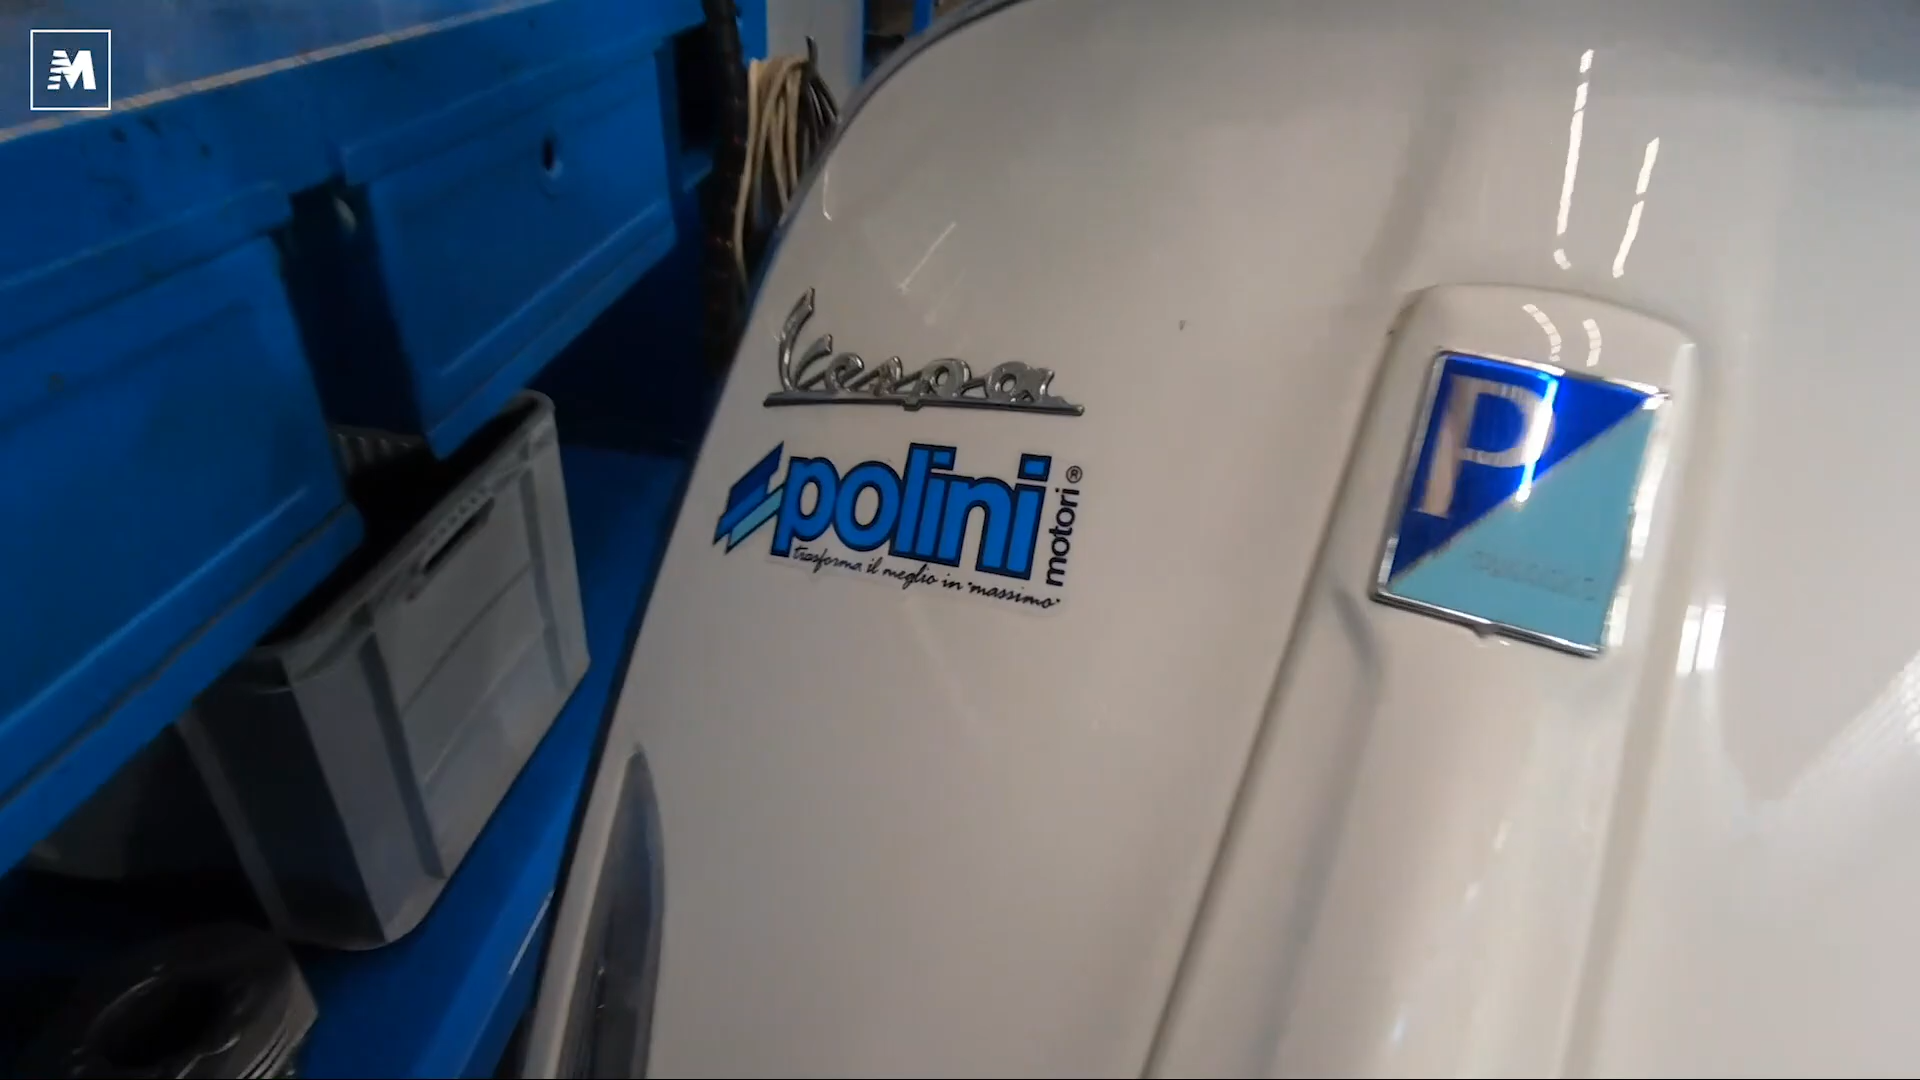 M
Vespa
polini
motori®
trasforma il meglio in "massimo"
P